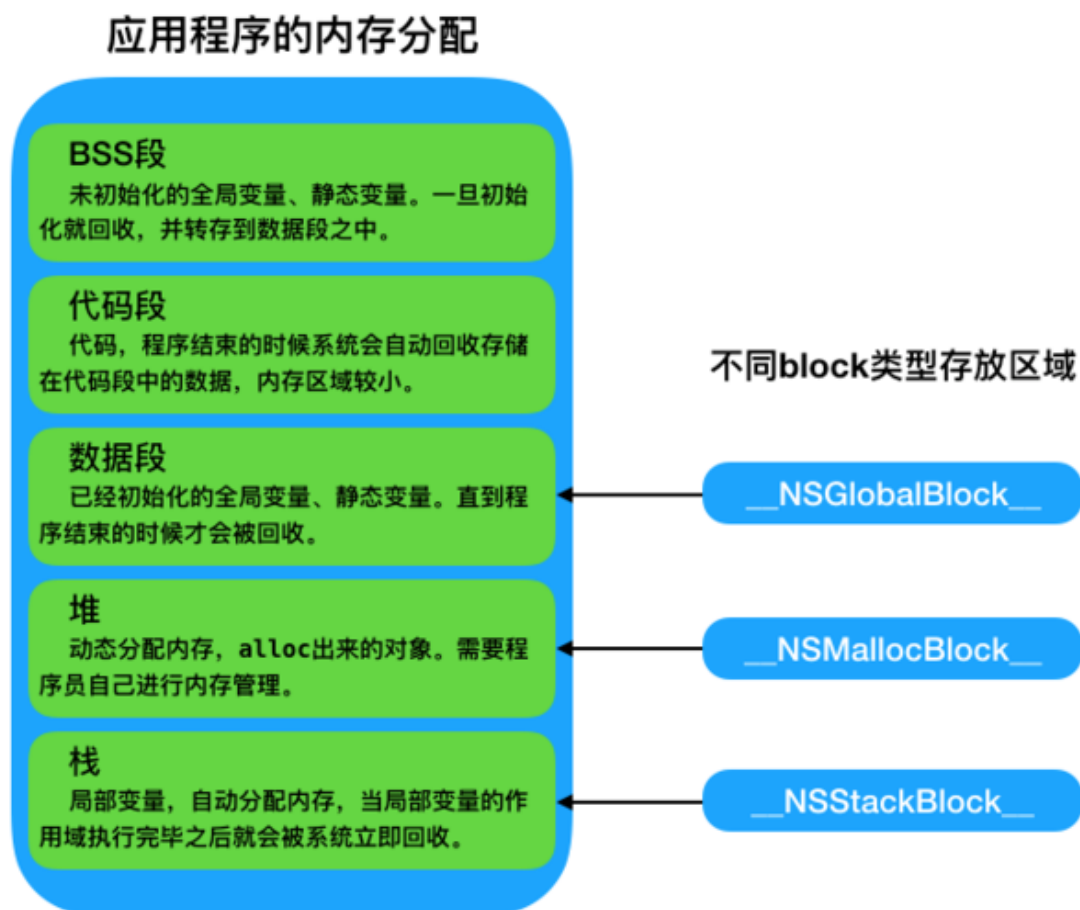 应用程序的内存分配
BSS段
未初始化的全局变量、静态变量。一旦初始
化就回收，并转存到数据段之中。
代码段
代码，程序结束的时候系统会自动回收存储
在代码段中的数据，内存区域较小。
数据段
已经初始化的全局变量、静态变量。直到程
序结束的时候才会被回收。
堆
动态分配内存，alloc出来的对象。需要程
序员自己进行内存管理。
栈
局部变量，自动分配内存，当局部变量的作
用域执行完毕之后就会被系统立即回收。
不同block类型存放区域
__NSGlobalBlock__
__NSMallocBlock__
__NSStackBlock__